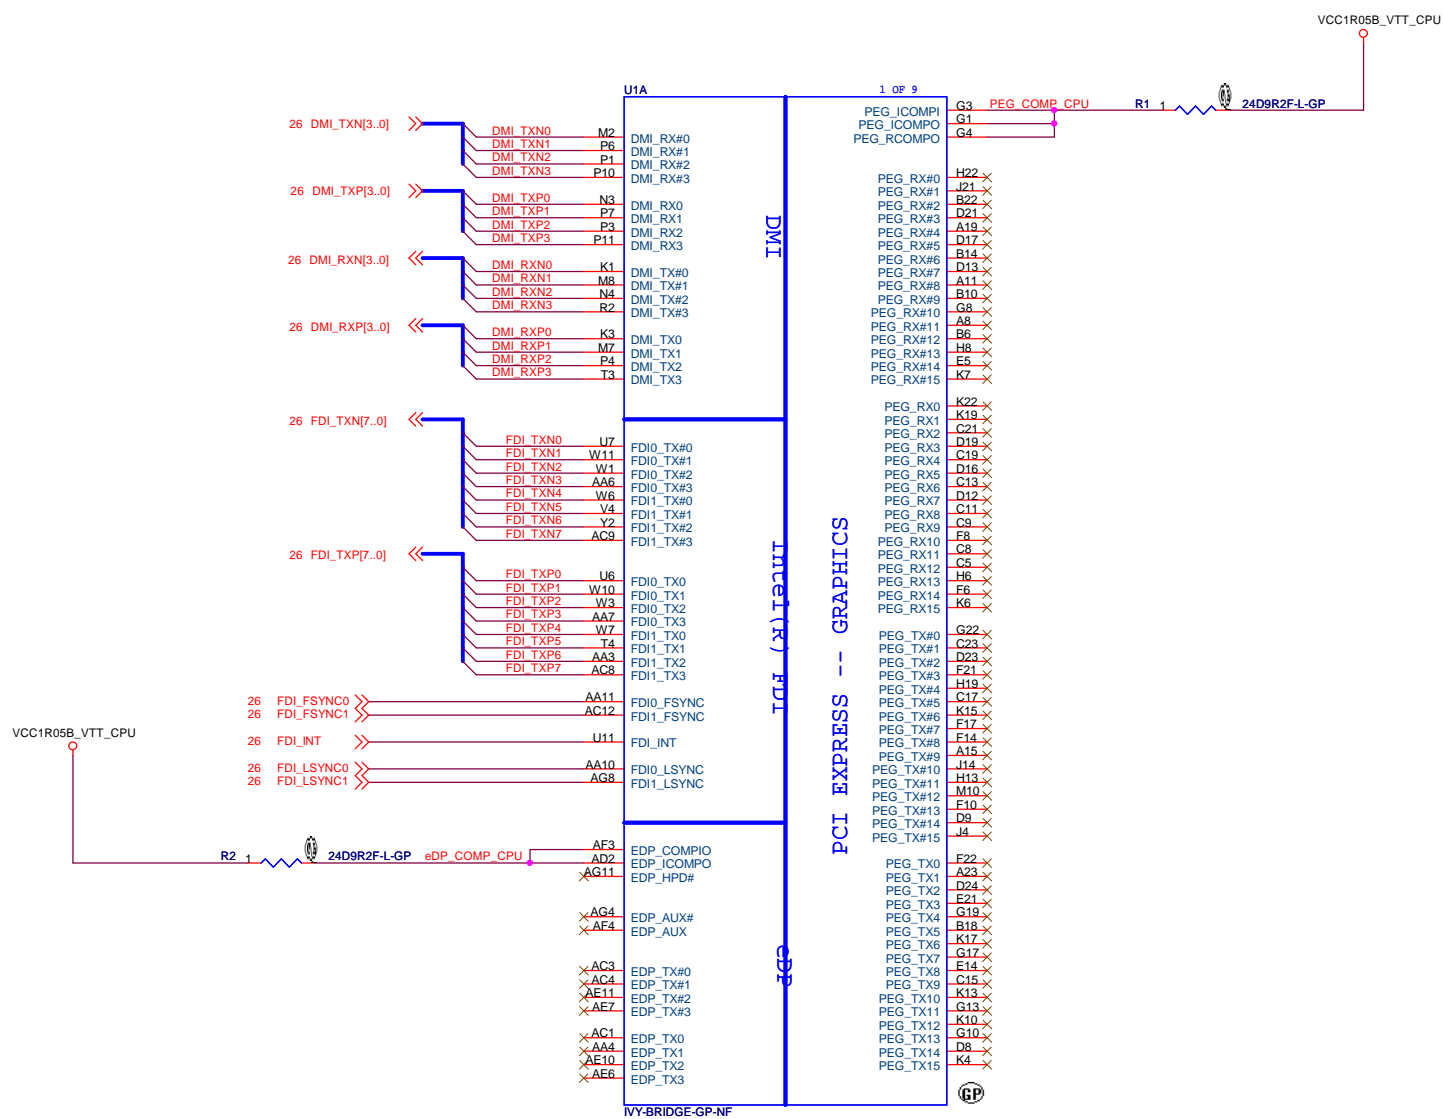 VCC1R05B_VTT_CPU
U1A
1 OF 9
26 DMI_TXN[3..0]
DMI_TXN0 M2 DMI_RX#0
DMI_TXN1 P6 DMI_RX#1
DMI_TXN2 P1 DMI_RX#2
DMI_TXN3 P10 DMI_RX#3
26 DMI_TXP[3..0]
DMI_TXP0 N3 DMI_RX0
DMI_TXP1 P7 DMI_RX1
DMI_TXP2 P3 DMI_RX2
DMI_TXP3 P11 DMI_RX3
26 DMI_RXN[3..0]
DMI_RXN0 K1 DMI_TX#0
DMI_RXN1 M8 DMI_TX#1
DMI_RXN2 N4 DMI_TX#2
DMI_RXN3 R2 DMI_TX#3
26 DMI_RXP[3..0]
DMI_RXP0 K3 DMI_TX0
DMI_RXP1 M7 DMI_TX1
DMI_RXP2 P4 DMI_TX2
DMI_RXP3 T3 DMI_TX3
DMI
26 FDI_TXN[7..0]
FDI_TXN0 U7 FDI0_TX#0
FDI_TXN1 W11 FDI0_TX#1
FDI_TXN2 W1 FDI0_TX#2
FDI_TXN3 AA6 FDI0_TX#3
FDI_TXN4 W6 FDI1_TX#0
FDI_TXN5 V4 FDI1_TX#1
FDI_TXN6 Y2 FDI1_TX#2
FDI_TXN7 AC9 FDI1_TX#3
26 FDI_TXP[7..0]
FDI_TXP0 U6 FDI0_TX0
FDI_TXP1 W10 FDI0_TX1
FDI_TXP2 W3 FDI0_TX2
FDI_TXP3 AA7 FDI0_TX3
FDI_TXP4 W7 FDI1_TX0
FDI_TXP5 T4 FDI1_TX1
FDI_TXP6 AA3 FDI1_TX2
FDI_TXP7 AC8 FDI1_TX3
26 FDI_FSYNC0 AA11 FDI0_FSYNC
26 FDI_FSYNC1 AC12 FDI1_FSYNC
26 FDI_INT U11 FDI_INT
26 FDI_LSYNC0 AA10 FDI0_LSYNC
26 FDI_LSYNC1 AG8 FDI1_LSYNC
Intel(R) FDI
VCC1R05B_VTT_CPU
R2 1 24D9R2F-L-GP eDP_COMP_CPU
AF3 EDP_COMPIO
AD2 EDP_ICOMPO
AG11 EDP_HPD#
AG4 EDP_AUX#
AF4 EDP_AUX
AC3 EDP_TX#0
AC4 EDP_TX#1
AE11 EDP_TX#2
AE7 EDP_TX#3
AC1 EDP_TX0
AA4 EDP_TX1
AE10 EDP_TX2
AE6 EDP_TX3
eDP
PEG_ICOMPI G3 PEG_COMP_CPU R1 1 24D9R2F-L-GP
PEG_ICOMPO G1
PEG_RCOMPO G4
PEG_RX#0 H22
PEG_RX#1 J21
PEG_RX#2 B22
PEG_RX#3 D21
PEG_RX#4 A19
PEG_RX#5 D17
PEG_RX#6 B14
PEG_RX#7 D13
PEG_RX#8 A11
PEG_RX#9 B10
PEG_RX#10 G8
PEG_RX#11 A8
PEG_RX#12 B6
PEG_RX#13 H8
PEG_RX#14 E5
PEG_RX#15 K7
PEG_RX0 K22
PEG_RX1 K19
PEG_RX2 C21
PEG_RX3 D19
PEG_RX4 C19
PEG_RX5 D16
PEG_RX6 C13
PEG_RX7 D12
PEG_RX8 C11
PEG_RX9 C9
PEG_RX10 F8
PEG_RX11 C8
PEG_RX12 C5
PEG_RX13 H6
PEG_RX14 F6
PEG_RX15 K6
PEG_TX#0 G22
PEG_TX#1 C23
PEG_TX#2 D23
PEG_TX#3 F21
PEG_TX#4 H19
PEG_TX#5 C17
PEG_TX#6 K15
PEG_TX#7 F17
PEG_TX#8 F14
PEG_TX#9 A15
PEG_TX#10 J14
PEG_TX#11 H13
PEG_TX#12 M10
PEG_TX#13 F10
PEG_TX#14 D9
PEG_TX#15 J4
PEG_TX0 F22
PEG_TX1 A23
PEG_TX2 D24
PEG_TX3 E21
PEG_TX4 G19
PEG_TX5 B18
PEG_TX6 K17
PEG_TX7 G17
PEG_TX8 E14
PEG_TX9 C15
PEG_TX10 K13
PEG_TX11 G13
PEG_TX12 K10
PEG_TX13 G10
PEG_TX14 D8
PEG_TX15 K4
PCI EXPRESS -- GRAPHICS
GP
IVY-BRIDGE-GP-NF